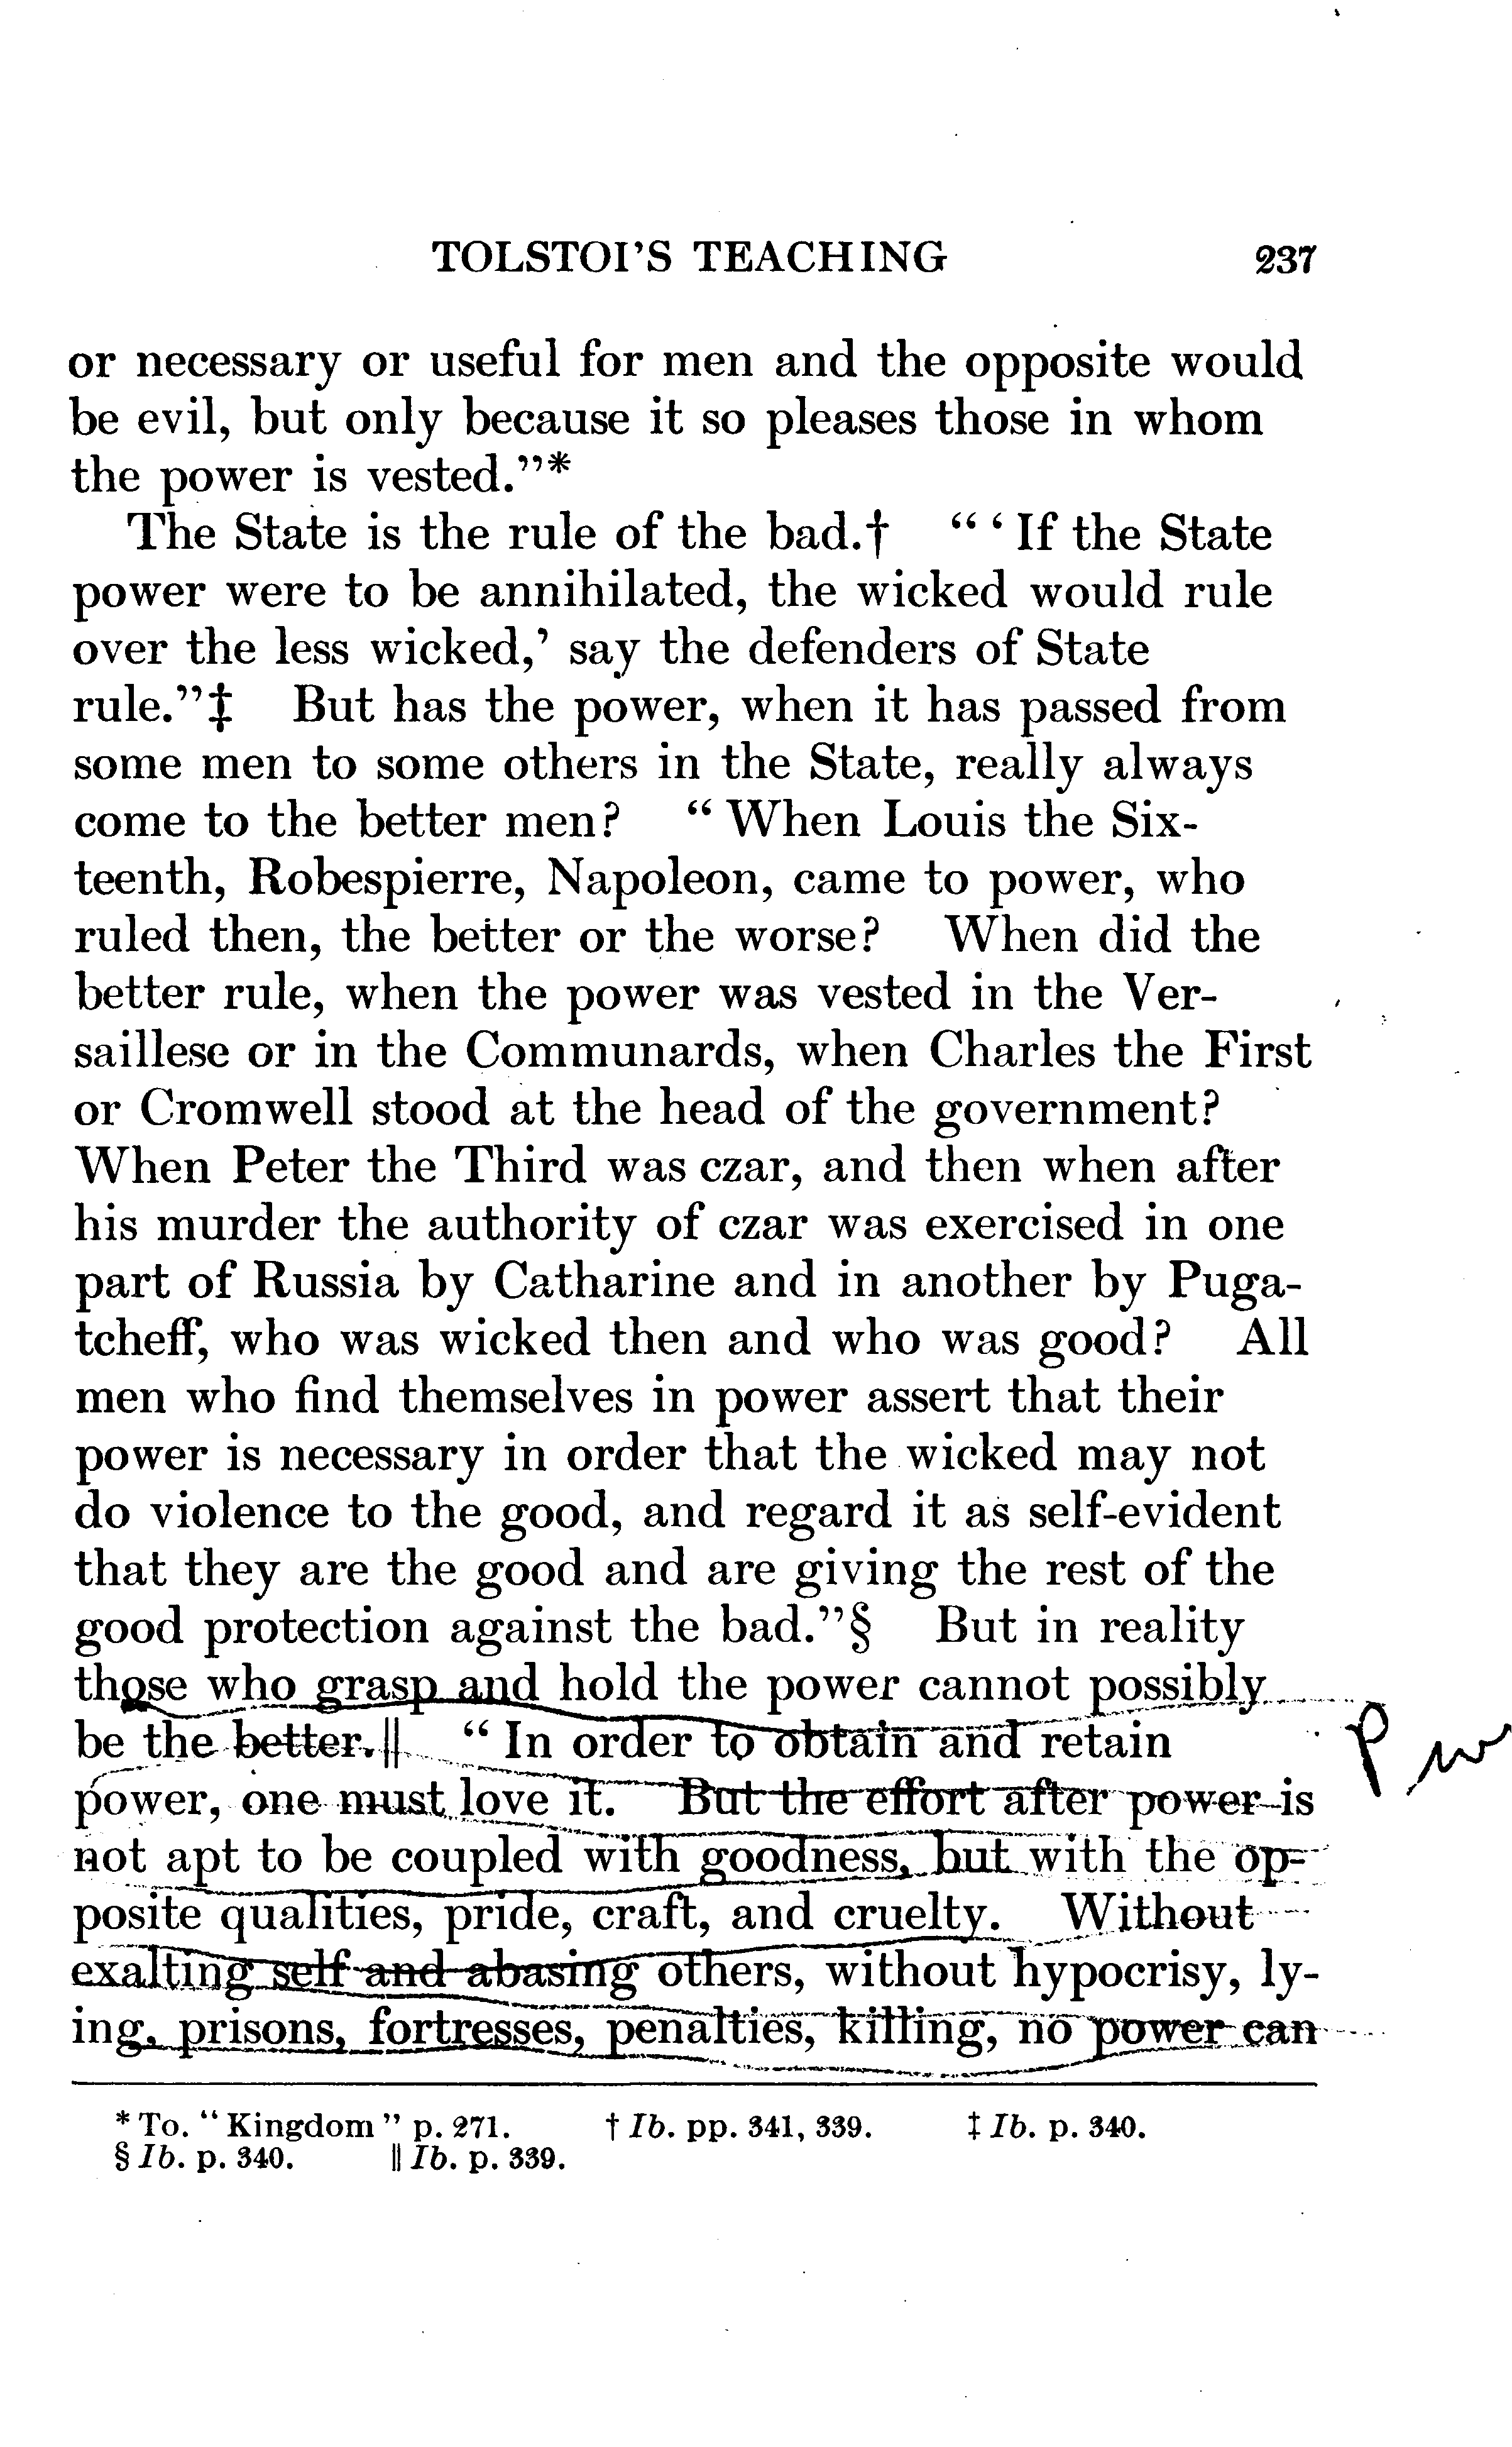 TOLSTOI'S TEACHING 237
or necessary or useful for men and the opposite would
be evil, but only because it so pleases those in whom
the power is vested."*
The State is the rule of the bad.† "'If the State
power were to be annihilated, the wicked would rule
over the less wicked,' say the defenders of State
rule."‡ But has the power, when it has passed from
some men to some others in the State, really always
come to the better men? "When Louis the Six-
teenth, Robespierre, Napoleon, came to power, who
ruled then, the better or the worse? When did the
better rule, when the power was vested in the Ver-
saillese or in the Communards, when Charles the First
or Cromwell stood at the head of the government?
When Peter the Third was czar, and then when after
his murder the authority of czar was exercised in one
part of Russia by Catharine and in another by Puga-
tcheff, who was wicked then and who was good? All
men who find themselves in power assert that their
power is necessary in order that the wicked may not
do violence to the good, and regard it as self-evident
that they are the good and are giving the rest of the
good protection against the bad."§ But in reality
those who grasp and hold the power cannot possibly
be the better.‖ "In order to obtain and retain
power, one must love it. But the effort after power is
not apt to be coupled with goodness, but with the op-
posite qualities, pride, craft, and cruelty. Without
exalting self and abasing others, without hypocrisy, ly-
ing, prisons, fortresses, penalties, killing, no power can
* To. "Kingdom" p. 271. † Ib. pp. 341, 339. ‡ Ib. p. 340.
§ Ib. p. 340. ‖ Ib. p. 339.